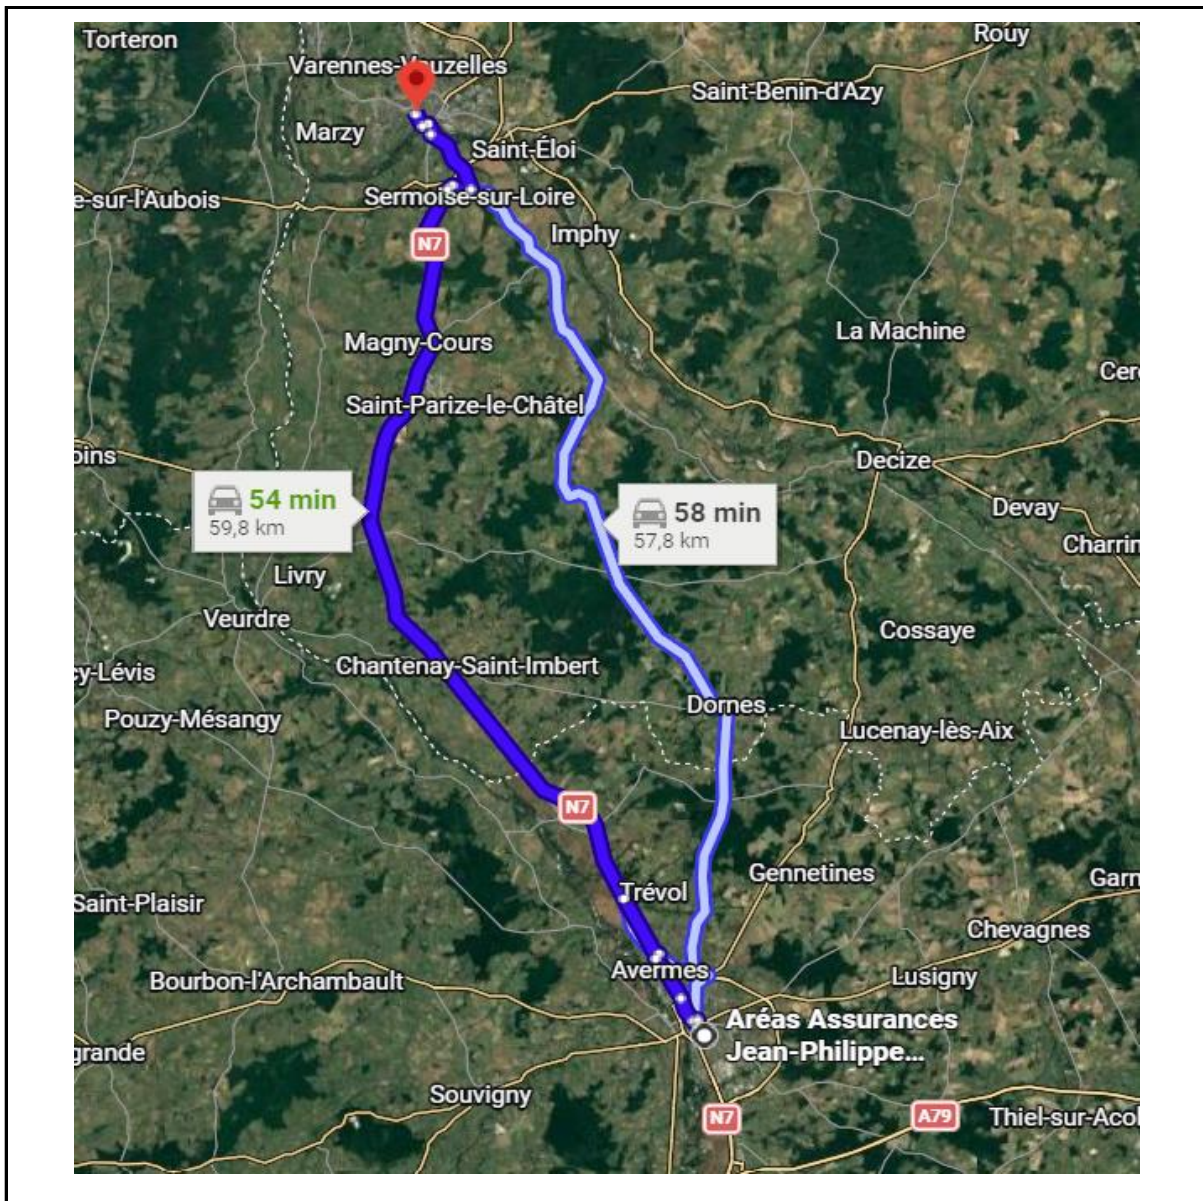 Torteron
Rouy
Varennes-Vauzelles
Saint-Benin-d'Azy
Marzy
Saint-Éloi
e-sur-l'Aubois
Sermoise-sur-Loire
Imphy
N7
La Machine
Magny-Cours
Cer
Saint-Parize-le-Châtel
oins
Decize
54 min
59,8 km
58 min
57,8 km
Devay
Charrin
Livry
Veurdre
Cossaye
Chantenay-Saint-Imbert
cy-Lévis
Dornes
Pouzy-Mésangy
Lucenay-lès-Aix
N7
Gennetines
Trévol
Garn
Saint-Plaisir
Chevagnes
Avermes
Bourbon-l'Archambault
Lusigny
Aréas Assurances
Jean-Philippe...
grande
Souvigny
N7
A79
Thiel-sur-Acol